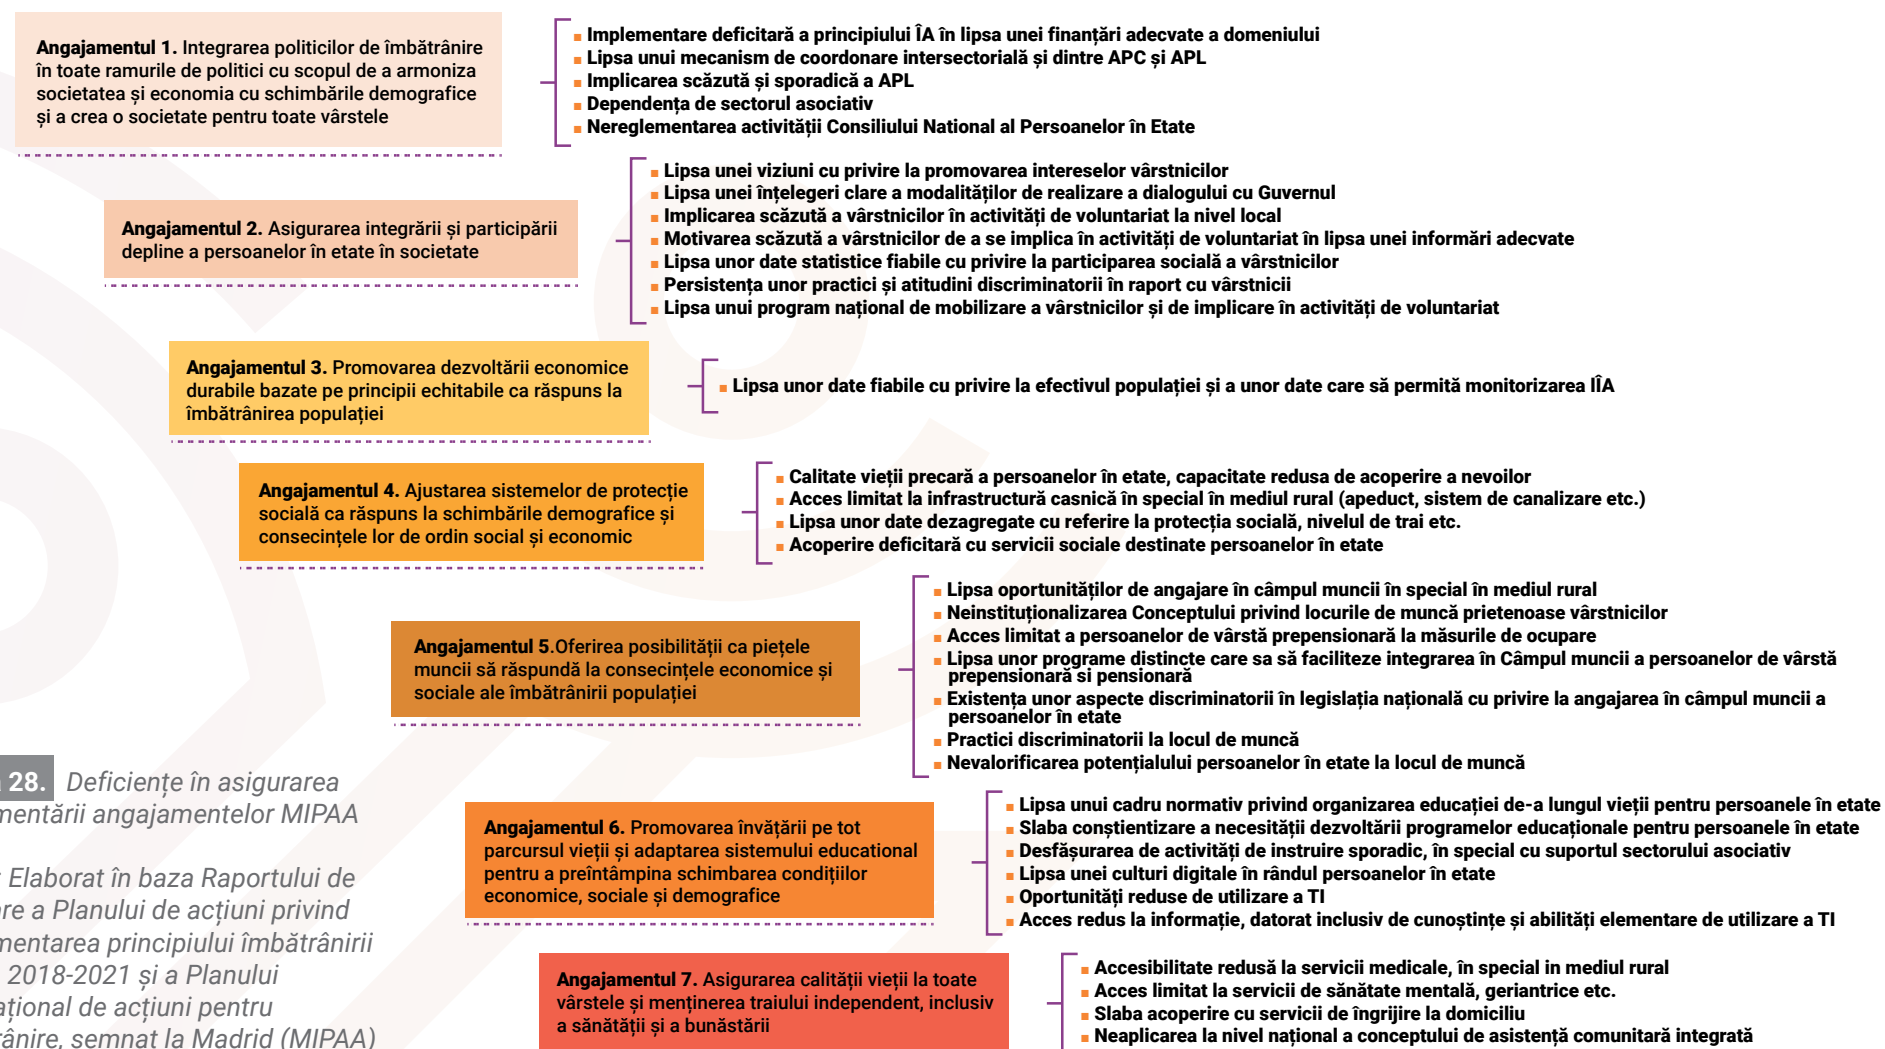 Angajamentul 1. Integrarea politicilor de îmbătrânire
în toate ramurile de politici cu scopul de a armoniza
societatea și economia cu schimbările demografice
și a crea o societate pentru toate vârstele
Implementare deficitară a principiului ÎA în lipsa unei finanțări adecvate a domeniului
Lipsa unui mecanism de coordonare intersectorială și dintre APC și APL
Implicarea scăzută și sporadică a APL
Dependența de sectorul asociativ
Nereglementarea activității Consiliului National al Persoanelor în Etate
Angajamentul 2. Asigurarea integrării și participării
depline a persoanelor în etate în societate
Lipsa unei viziuni cu privire la promovarea intereselor vârstnicilor
Lipsa unei înțelegeri clare a modalităților de realizare a dialogului cu Guvernul
Implicarea scăzută a vârstnicilor în activități de voluntariat la nivel local
Motivarea scăzută a vârstnicilor de a se implica în activități de voluntariat în lipsa unei informări adecvate
Lipsa unor date statistice fiabile cu privire la participarea socială a vârstnicilor
Persistența unor practici și atitudini discriminatorii în raport cu vârstnicii
Lipsa unui program național de mobilizare a vârstnicilor și de implicare în activități de voluntariat
Angajamentul 3. Promovarea dezvoltării economice
durabile bazate pe principii echitabile ca răspuns la
îmbătrânirea populației
Lipsa unor date fiabile cu privire la efectivul populației și a unor date care să permită monitorizarea IÎA
Angajamentul 4. Ajustarea sistemelor de protecție
socială ca răspuns la schimbările demografice și
consecințele lor de ordin social și economic
Calitate vieții precară a persoanelor în etate, capacitate redusa de acoperire a nevoilor
Acces limitat la infrastructură casnică în special în mediul rural (apeduct, sistem de canalizare etc.)
Lipsa unor date dezagregate cu referire la protecția socială, nivelul de trai etc.
Acoperire deficitară cu servicii sociale destinate persoanelor în etate
Angajamentul 5.Oferirea posibilității ca piețele
muncii să răspundă la consecințele economice și
sociale ale îmbătrânirii populației
Lipsa oportunităților de angajare în câmpul muncii în special în mediul rural
Neinstituționalizarea Conceptului privind locurile de muncă prietenoase vârstnicilor
Acces limitat a persoanelor de vârstă prepensionară la măsurile de ocupare
Lipsa unor programe distincte care sa să faciliteze integrarea în Câmpul muncii a persoanelor de vârstă
prepensionară si pensionară
Existența unor aspecte discriminatorii în legislația națională cu privire la angajarea în câmpul muncii a
persoanelor în etate
Practici discriminatorii la locul de muncă
Nevalorificarea potențialului persoanelor în etate la locul de muncă
Angajamentul 6. Promovarea învățării pe tot
parcursul vieții și adaptarea sistemului educational
pentru a preîntâmpina schimbarea condițiilor
economice, sociale și demografice
Lipsa unui cadru normativ privind organizarea educației de-a lungul vieții pentru persoanele în etate
Slaba conștientizare a necesității dezvoltării programelor educaționale pentru persoanele în etate
Desfășurarea de activități de instruire sporadic, în special cu suportul sectorului asociativ
Lipsa unei culturi digitale în rândul persoanelor în etate
Oportunități reduse de utilizare a TI
Acces redus la informație, datorat inclusiv de cunoștințe și abilități elementare de utilizare a TI
Angajamentul 7. Asigurarea calității vieții la toate
vârstele și menținerea traiului independent, inclusiv
a sănătății și a bunăstării
Accesibilitate redusă la servicii medicale, în special in mediul rural
Acces limitat la servicii de sănătate mentală, geriantrice etc.
Slaba acoperire cu servicii de îngrijire la domiciliu
Neaplicarea la nivel național a conceptului de asistență comunitară integrată
28. Deficiențe în asigurarea
mentării angajamentelor MIPAA
: Elaborat în baza Raportului de
re a Planului de acțiuni privind
mentarea principiului îmbătrânirii
2018-2021 și a Planului
ațional de acțiuni pentru
rânire, semnat la Madrid (MIPAA)